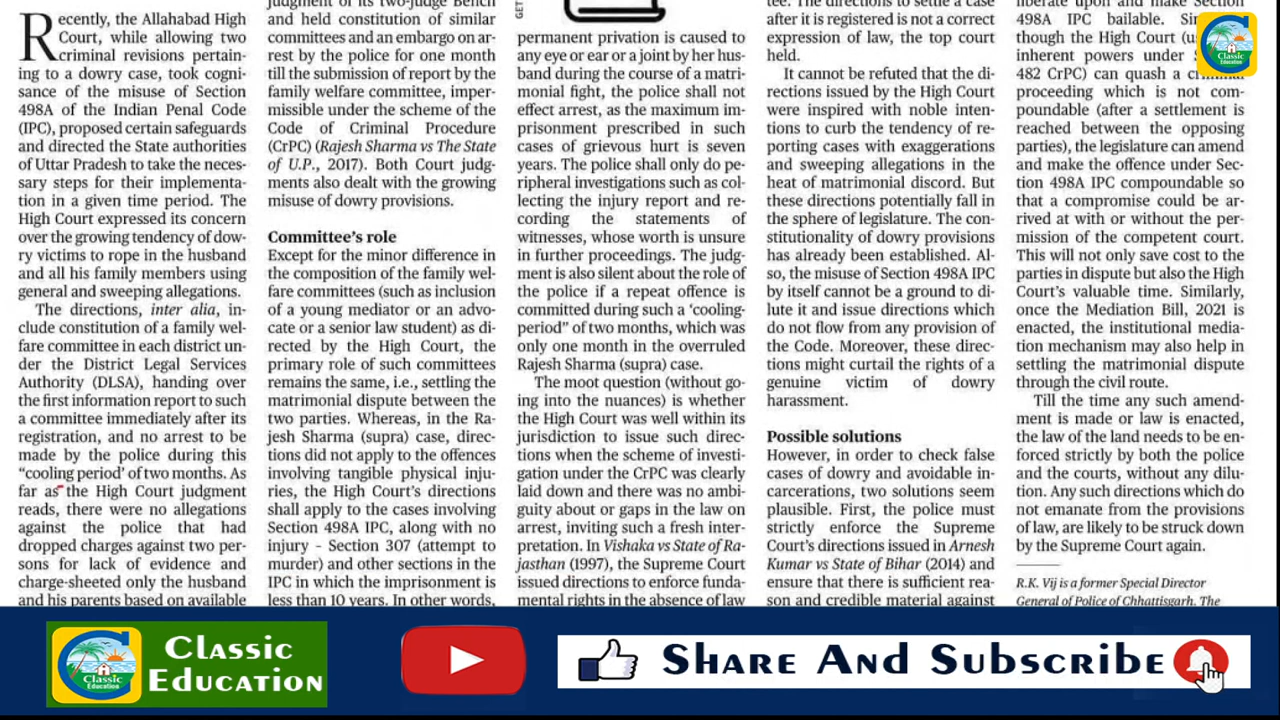 Recently, the Allahabad High
Court, while allowing two
criminal revisions pertain-
ing to a dowry case, took cogni-
sance of the misuse of Section
498A of the Indian Penal Code
(IPC), proposed certain safeguards
and directed the State authorities
of Uttar Pradesh to take the neces-
sary steps for their implementa-
tion in a given time period. The
High Court expressed its concern
over the growing tendency of dow-
ry victims to rope in the husband
and all his family members using
general and sweeping allegations.
The directions, inter alia, in-
clude constitution of a family wel-
fare committee in each district un-
der the District Legal Services
Authority (DLSA), handing over
the first information report to such
a committee immediately after its
registration, and no arrest to be
made by the police during this
“cooling period’ of two months. As
far as the High Court judgment
reads, there were no allegations
against the police that had
dropped charges against two per-
sons for lack of evidence and
charge-sheeted only the husband
and his parents based on available
judgment of its two-judge Bench
and held constitution of similar
committees and an embargo on ar-
rest by the police for one month
till the submission of report by the
family welfare committee, imper-
missible under the scheme of the
Code of Criminal Procedure
(CrPC) (Rajesh Sharma vs The State
of U.P., 2017). Both Court judg-
ments also dealt with the growing
misuse of dowry provisions.
Committee’s role
Except for the minor difference in
the composition of the family wel-
fare committees (such as inclusion
of a young mediator or an advo-
cate or a senior law student) as di-
rected by the High Court, the
primary role of such committees
remains the same, i.e., settling the
matrimonial dispute between the
two parties. Whereas, in the Ra-
jesh Sharma (supra) case, direc-
tions did not apply to the offences
involving tangible physical inju-
ries, the High Court’s directions
shall apply to the cases involving
Section 498A IPC, along with no
injury - Section 307 (attempt to
murder) and other sections in the
IPC in which the imprisonment is
less than 10 years. In other words,
GET
permanent privation is caused to
any eye or ear or a joint by her hus-
band during the course of a matri-
monial fight, the police shall not
effect arrest, as the maximum im-
prisonment prescribed in such
cases of grievous hurt is seven
years. The police shall only do pe-
ripheral investigations such as col-
lecting the injury report and re-
cording the statements of
witnesses, whose worth is unsure
in further proceedings. The judg-
ment is also silent about the role of
the police if a repeat offence is
committed during such a ‘cooling-
period” of two months, which was
only one month in the overruled
Rajesh Sharma (supra) case.
The moot question (without go-
ing into the nuances) is whether
the High Court was well within its
jurisdiction to issue such direc-
tions when the scheme of investi-
gation under the CrPC was clearly
laid down and there was no ambi-
guity about or gaps in the law on
arrest, inviting such a fresh inter-
pretation. In Vishaka vs State of Ra-
jasthan (1997), the Supreme Court
issued directions to enforce funda-
mental rights in the absence of law
tee. The directions to settle a case
after it is registered is not a correct
expression of law, the top court
held.
It cannot be refuted that the di-
rections issued by the High Court
were inspired with noble inten-
tions to curb the tendency of re-
porting cases with exaggerations
and sweeping allegations in the
heat of matrimonial discord. But
these directions potentially fall in
the sphere of legislature. The con-
stitutionality of dowry provisions
has already been established. Al-
so, the misuse of Section 498A IPC
by itself cannot be a ground to di-
lute it and issue directions which
do not flow from any provision of
the Code. Moreover, these direc-
tions might curtail the rights of a
genuine victim of dowry
harassment.
Possible solutions
However, in order to check false
cases of dowry and avoidable in-
carcerations, two solutions seem
plausible. First, the police must
strictly enforce the Supreme
Court’s directions issued in Arnesh
Kumar vs State of Bihar (2014) and
ensure that there is sufficient rea-
son and credible material against
liberate upon and make Section
498A IPC bailable.
though the High Court
inherent powers under
482 CrPC) can quash a
proceeding which is not com-
poundable (after a settlement is
reached between the opposing
parties), the legislature can amend
and make the offence under Sec-
tion 498A IPC compoundable so
that a compromise could be ar-
rived at with or without the per-
mission of the competent court.
This will not only save cost to the
parties in dispute but also the High
Court’s valuable time. Similarly,
once the Mediation Bill, 2021 is
enacted, the institutional media-
tion mechanism may also help in
settling the matrimonial dispute
through the civil route.
Till the time any such amend-
ment is made or law is enacted,
the law of the land needs to be en-
forced strictly by both the police
and the courts, without any dilu-
tion. Any such directions which do
not emanate from the provisions
of law, are likely to be struck down
by the Supreme Court again.
R.K. Vij is a former Special Director
General of Police of Chhattisgarh. The
Classic
Education
Classic
Education
Classic
Education
Share And Subscribe